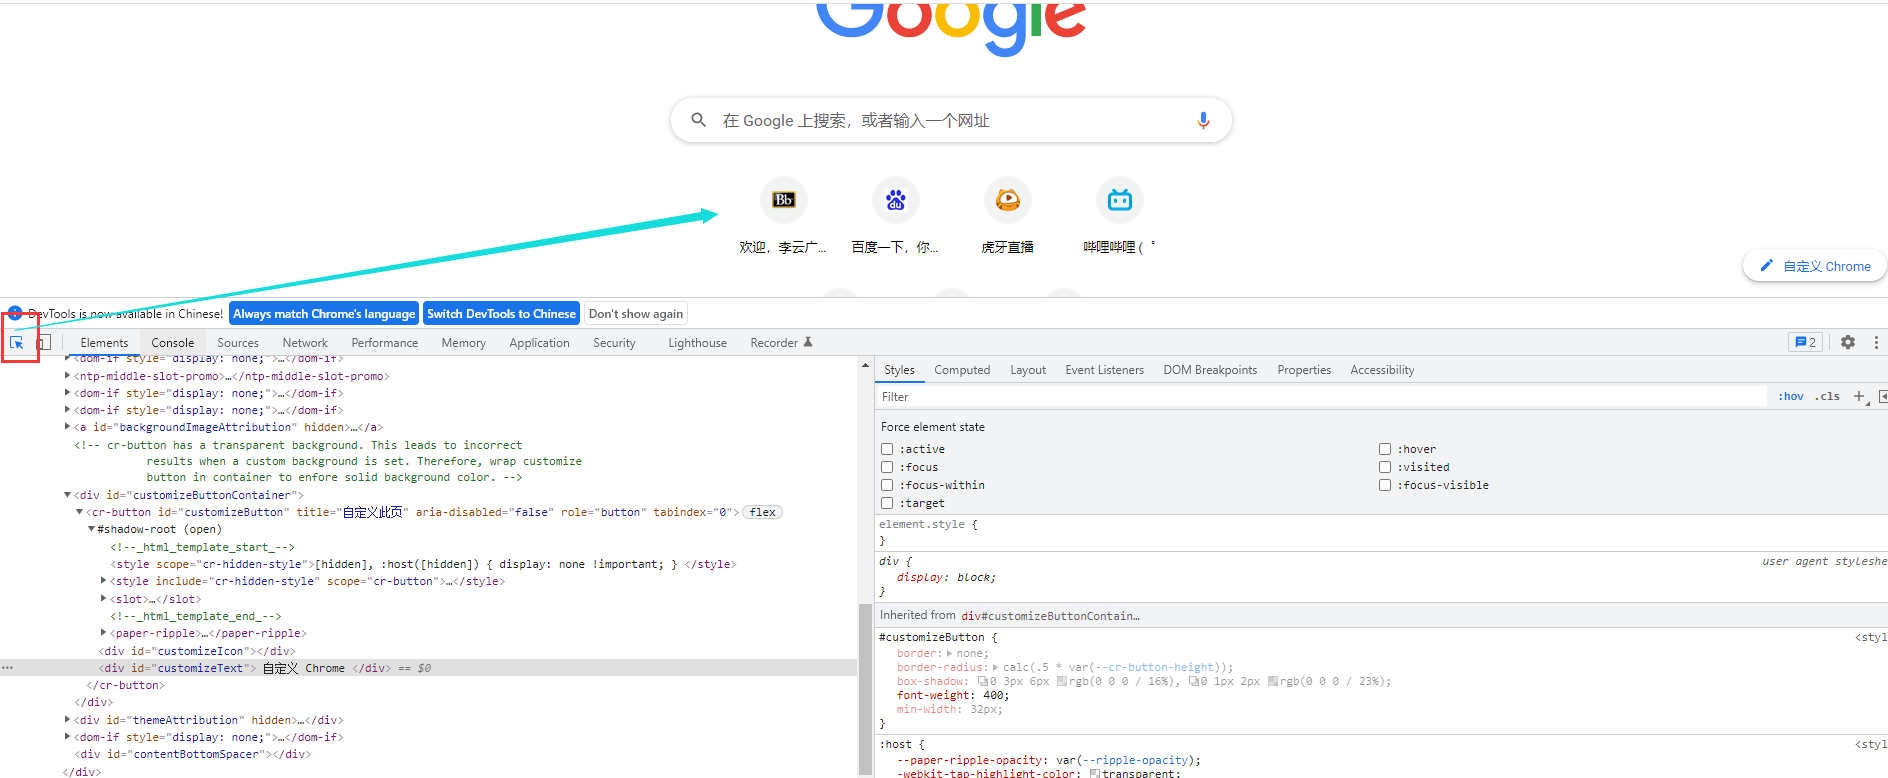 Google
在 Google 上搜索，或者输入一个网址
Bb
du
欢迎，李云广...
百度一下，你...
虎牙直播
哔哩哔哩 ( ゜
自定义 Chrome
DevTools is now available in Chinese!
Always match Chrome's language
Switch DevTools to Chinese
Don't show again
Elements Console Sources Network Performance Memory Application Security Lighthouse Recorder
2
<dom-if style="display: none;">…</dom-if>
<ntp-middle-slot-promo>…</ntp-middle-slot-promo>
<dom-if style="display: none;">…</dom-if>
<dom-if style="display: none;">…</dom-if>
<a id="backgroundImageAttribution" hidden>…</a>
<!-- cr-button has a transparent background. This leads to incorrect
results when a custom background is set. Therefore, wrap customize
button in container to enfore solid background color. -->
<div id="customizeButtonContainer">
<cr-button id="customizeButton" title="自定义此页" aria-disabled="false" role="button" tabindex="0"> flex
#shadow-root (open)
<!--_html_template_start_-->
<style scope="cr-hidden-style">[hidden], :host([hidden]) { display: none !important; } </style>
<style include="cr-hidden-style" scope="cr-button">…</style>
<slot>…</slot>
<!--_html_template_end_-->
<paper-ripple>…</paper-ripple>
<div id="customizeIcon"></div>
<div id="customizeText"> 自定义 Chrome </div> == $0
</cr-button>
</div>
<div id="themeAttribution" hidden>…</div>
<dom-if style="display: none;">…</dom-if>
<div id="contentBottomSpacer"></div>
</div>
Styles Computed Layout Event Listeners DOM Breakpoints Properties Accessibility
Filter
:hov .cls +
Force element state
:active
:hover
:focus
:visited
:focus-within
:focus-visible
:target
element.style {
}
div {
user agent styleshe
display: block;
}
Inherited from div#customizeButtonContain…
#customizeButton {
<styl
border: none;
border-radius: calc(.5 * var(--cr-button-height));
box-shadow: 0 3px 6px rgb(0 0 0 / 16%), 0 1px 2px rgb(0 0 0 / 23%);
font-weight: 400;
min-width: 32px;
}
:host {
<styl
--paper-ripple-opacity: var(--ripple-opacity);
-webkit-tap-highlight-color: transparent;